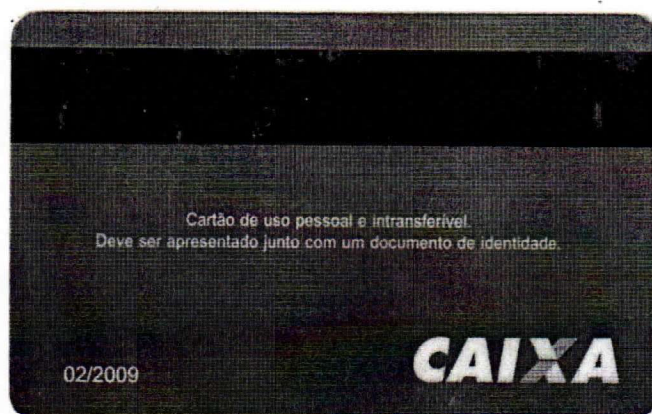 Cartão de uso pessoal e intransferível.
Deve ser apresentado junto com um documento de identidade.
02/2009
CAIXA